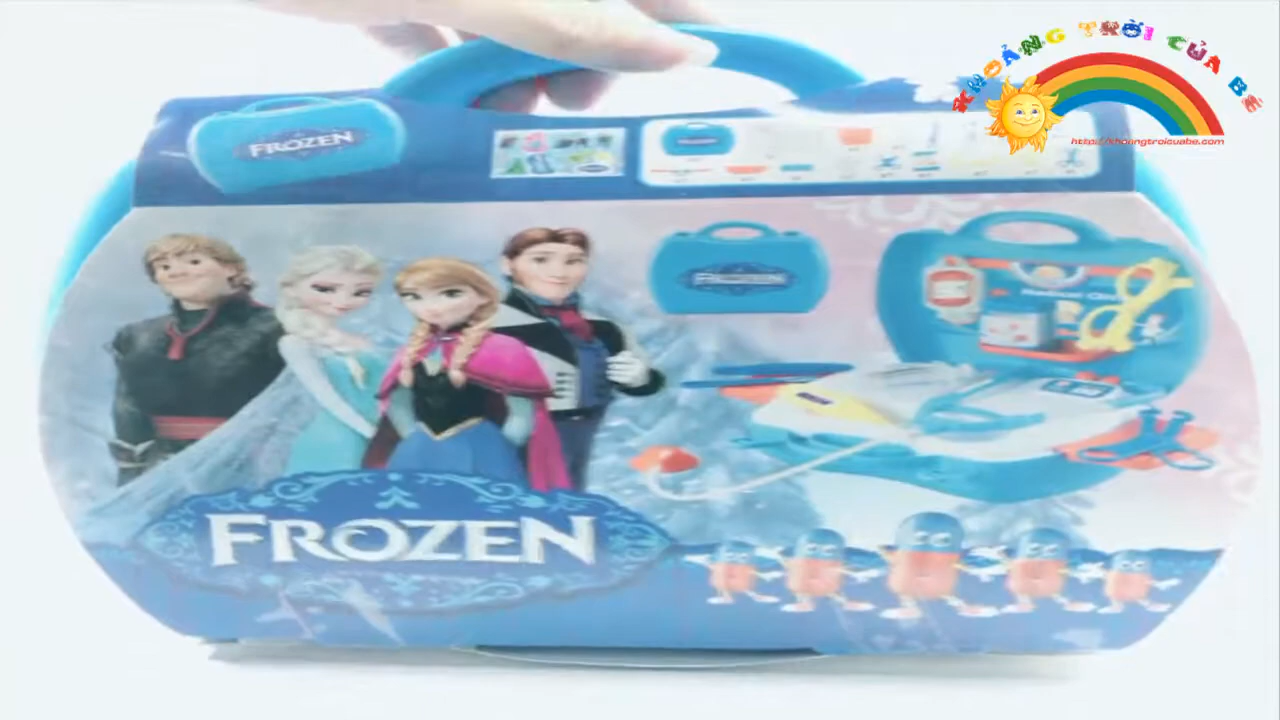 KHOẢNG TRỜI CỦA BÉ
http://khoangtroicuabe.com
FROZEN
FROZEN
FROZEN